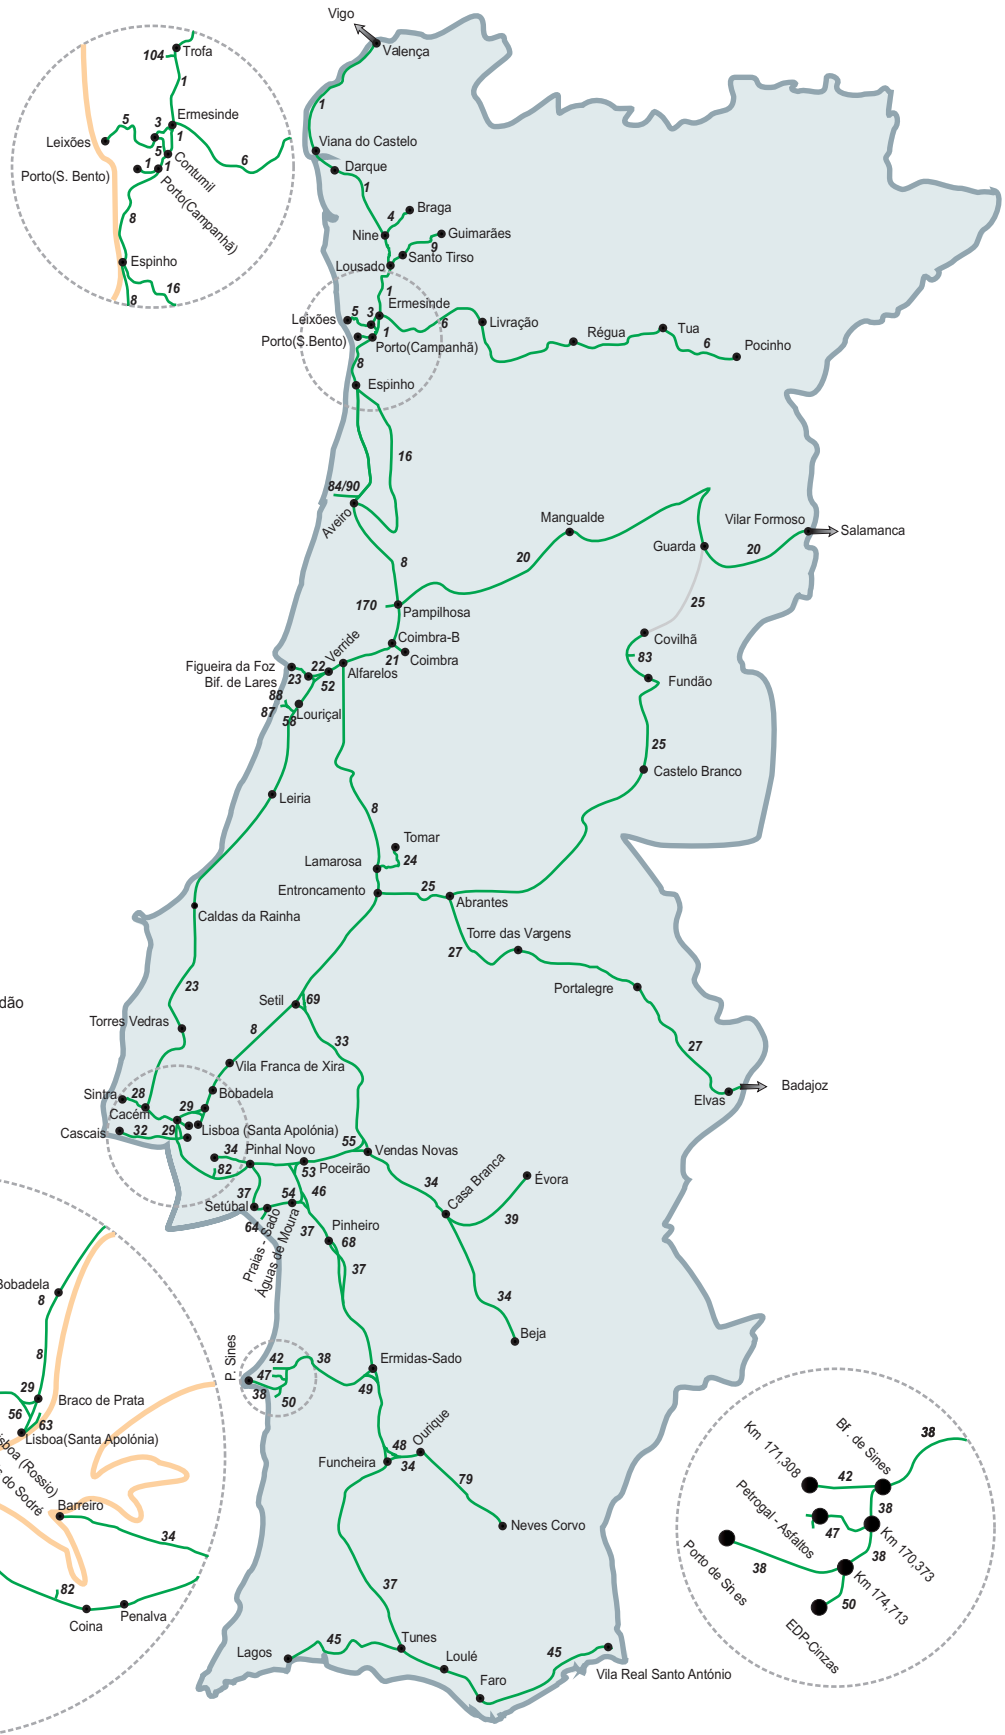 Vigo
Valença
1
Viana do Castelo
Darque
1
Braga
4
Nine
Guimarães
9
Santo Tirso
Lousado
1
Ermesinde
Leixões
5
3
6
Livração
Régua
Tua
6
Pocinho
Porto(S.Bento)
1
Porto(Campanhã)
8
Espinho
16
84/90
Aveiro
8
Mangualde
20
Vilar Formoso
Salamanca
Guarda
20
170
Pampilhosa
25
Coimbra-B
21
Coimbra
Covilhã
83
Fundão
Verride
Alfarelos
Figueira da Foz
22
Bif. de Lares
23
52
88
87
58
Louriçal
25
Castelo Branco
Leiria
8
Tomar
Lamarosa
24
Entroncamento
25
Abrantes
Caldas da Rainha
Torre das Vargens
27
Portalegre
23
Setil
69
Torres Vedras
8
33
27
Vila Franca de Xira
Badajoz
Elvas
Sintra
28
Bobadela
Cacém
29
Cascais
32
29
Lisboa (Santa Apolónia)
55
Vendas Novas
34
Pinhal Novo
Poceirão
82
53
34
Casa Branca
Évora
37
54
46
39
Setúbal
64
Praias - Sado
Águas de Moura
37
Pinheiro
68
37
34
Beja
P. Sines
42
38
47
38
50
Ermidas-Sado
49
48
Ourique
Funcheira
34
79
Neves Corvo
37
Lagos
45
Tunes
Loulé
Faro
45
Vila Real Santo António
104
Trofa
1
5
3
Ermesinde
1
Leixões
5
Contumil
6
Porto(S. Bento)
1
1
Porto(Campanhã)
8
Espinho
16
8
dão
Bobadela
8
8
29
Braco de Prata
56
63
Lisboa(Santa Apolónia)
isboa (Rossio)
s do Sodré
Barreiro
34
82
Coina
Penalva
38
Bf. de Sines
Km 171,308
42
38
Petrogal - Asfaltos
47
Km 170,373
38
Porto de Sines
38
Km 174,713
50
EDP-Cinzas